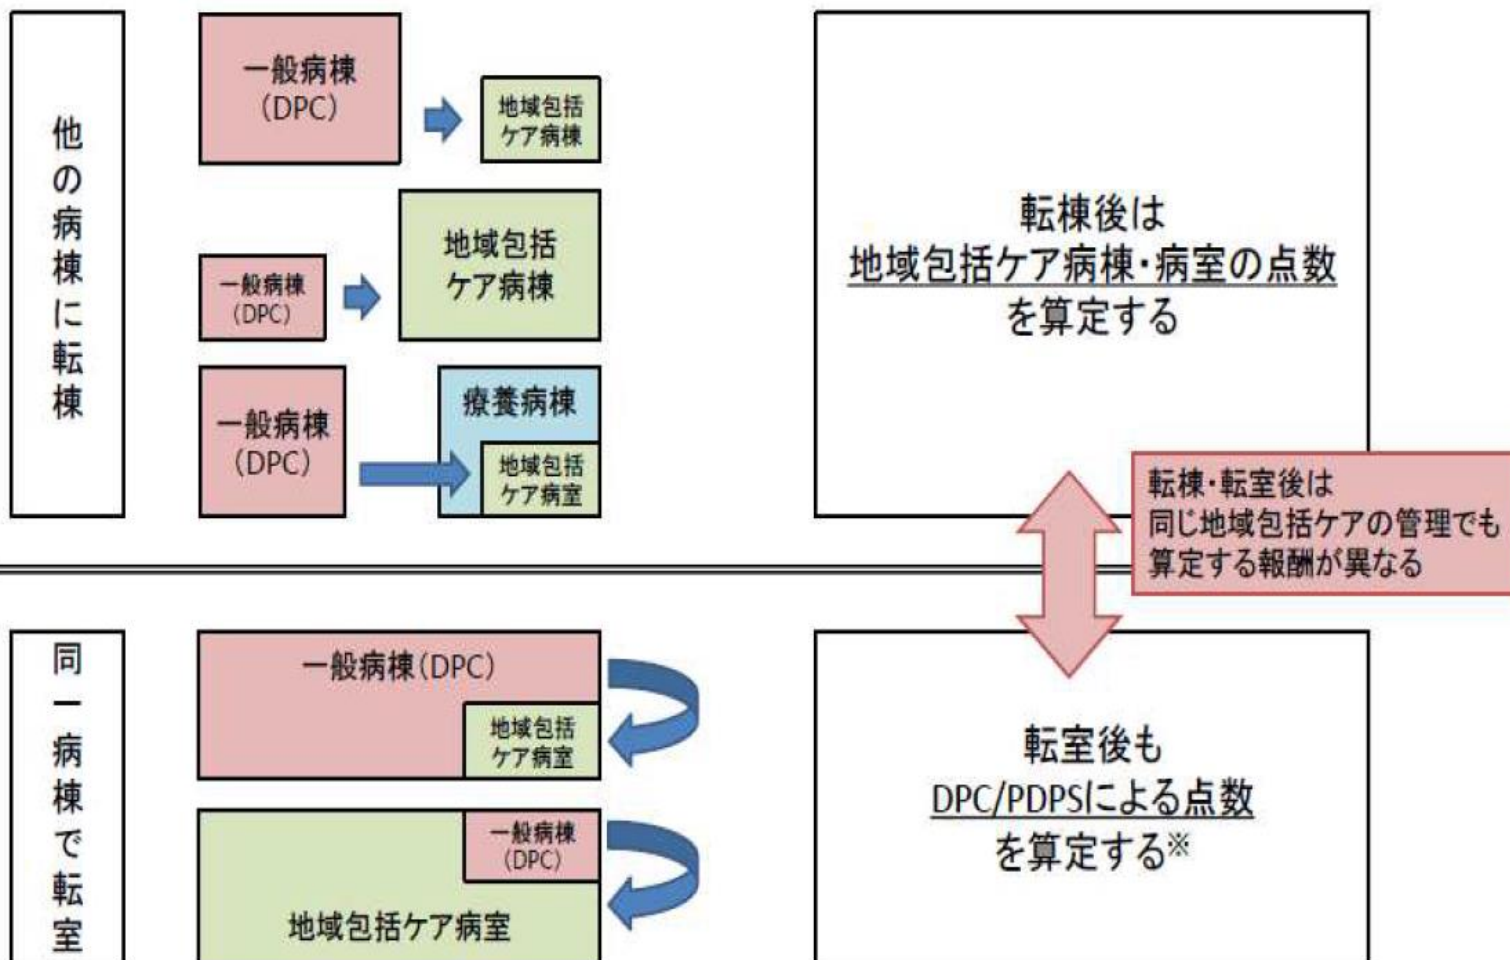 他の病棟に転棟
一般病棟
（DPC）
地域包括
ケア病棟
一般病棟
（DPC）
地域包括
ケア病棟
一般病棟
（DPC）
療養病棟
地域包括
ケア病室
転棟後は
地域包括ケア病棟・病室の点数
を算定する
転棟・転室後は
同じ地域包括ケアの管理でも
算定する報酬が異なる
同一病棟で転室
一般病棟（DPC）
地域包括
ケア病室
一般病棟
（DPC）
地域包括ケア病室
転室後も
DPC/PDPSによる点数
を算定する※